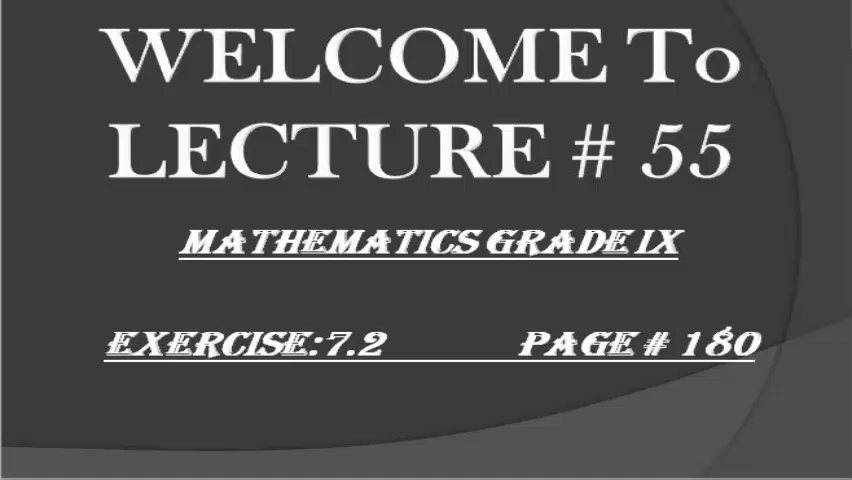 WELCOME To
LECTURE # 55
MATHEMATICS GRADE IX
EXERCISE:7.2 PAGE # 180